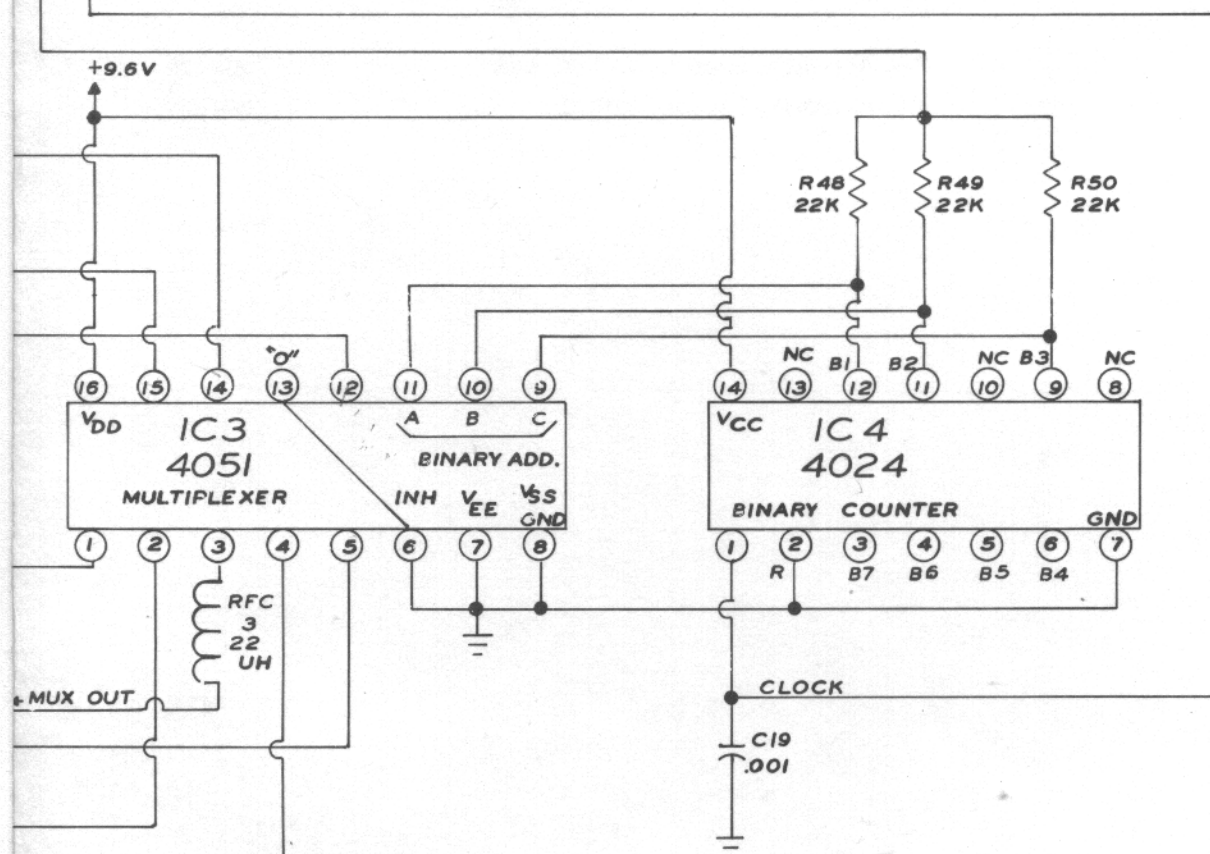 +9.6V
R48
22K
R49
22K
R50
22K
"O"
NC
B1
B2
NC
B3
NC
16
15
14
13
12
11
10
9
14
13
12
11
10
9
8
VDD
IC3
4051
MULTIPLEXER
A
B
C
BINARY ADD.
INH
VEE
VSS
GND
VCC
IC4
4024
BINARY COUNTER
GND
1
2
3
4
5
6
7
8
1
2
3
4
5
6
7
R
B7
B6
B5
B4
RFC
3
22
UH
MUX OUT
CLOCK
C19
.001